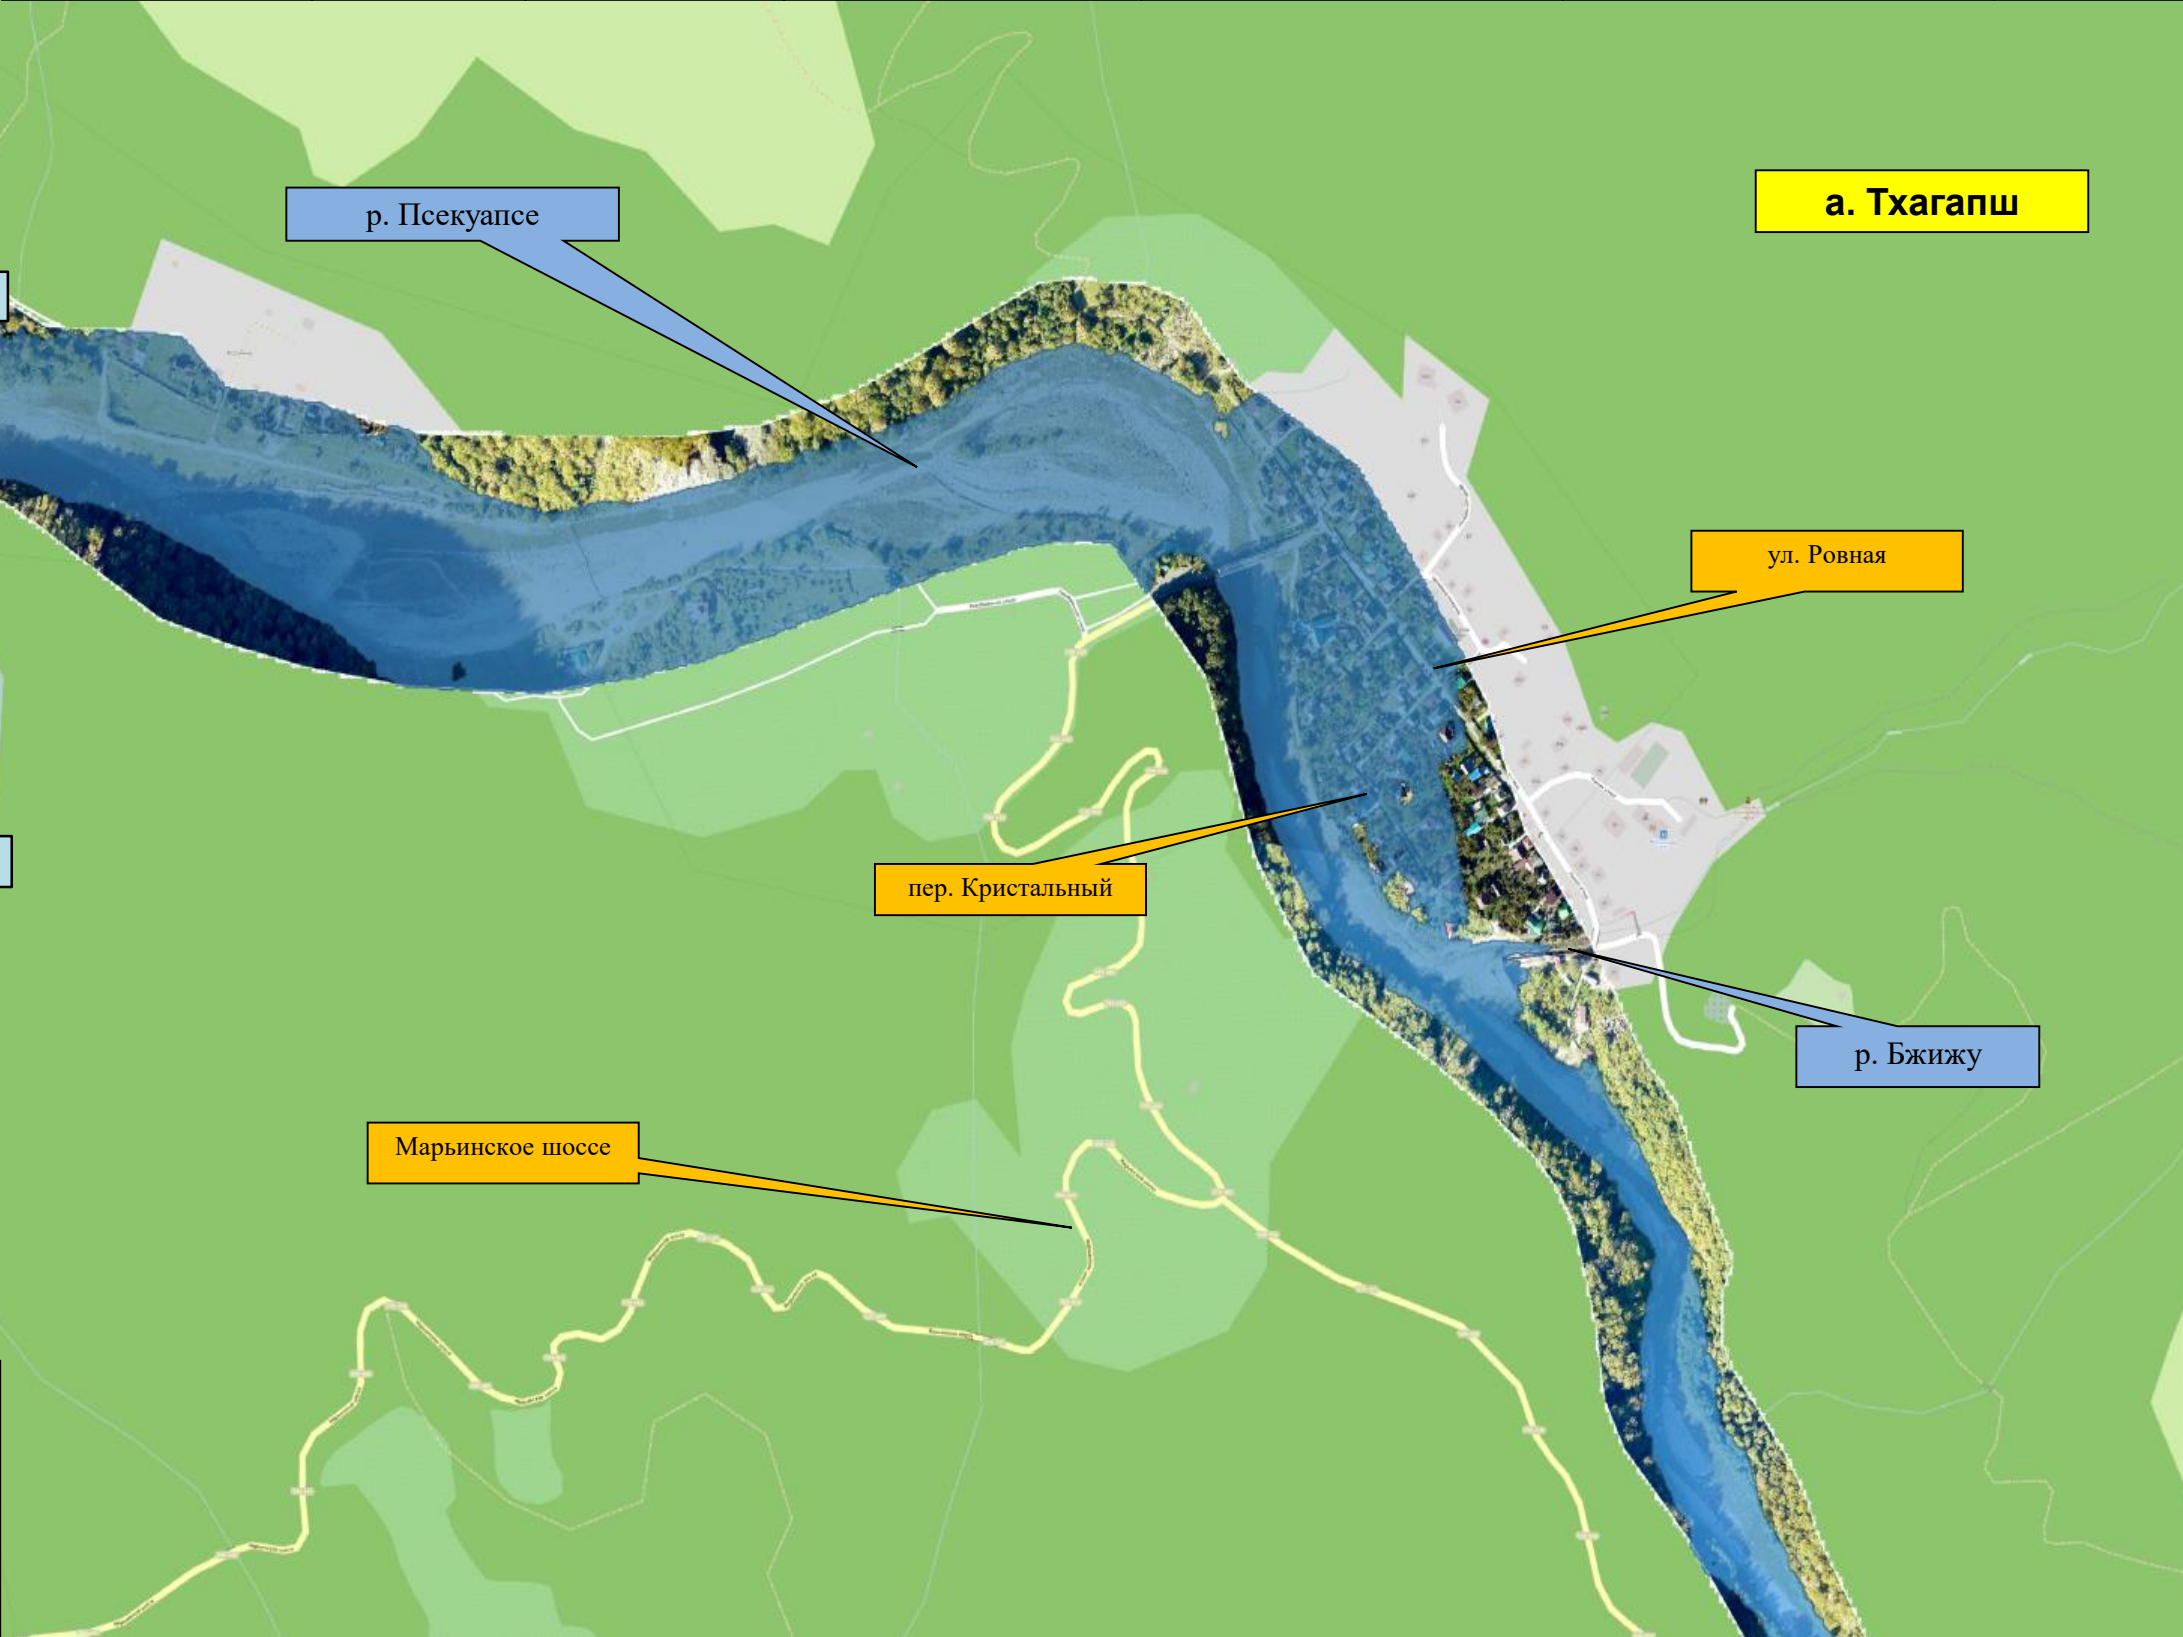 р. Псекуапсе
а. Тхагапш
ул. Ровная
пер. Кристальный
р. Бжижу
Марьинское шоссе